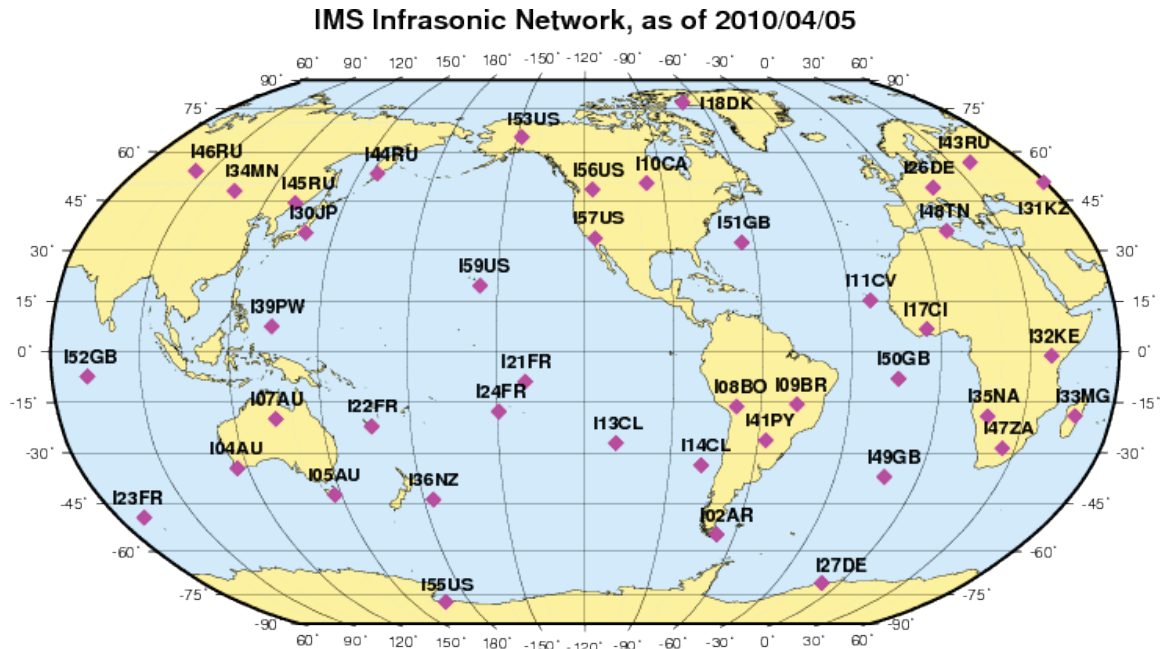 IMS Infrasonic Network, as of 2010/04/05
60° 90° 120° 150° 180° -150° -120° -90° -60° -30° 0° 30° 60°
90° 90°
75° I18DK 75°
I53US
60° I46RU I44RU I10CA I43RU 60°
I34MN I56US I26DE
I45RU
45° I30JP I57US I51GB I48TN I31KZ 45°
30° 30°
I59US
15° I39PW I11CV I17CI 15°
I32KE
0° 0°
I52GB I21FR I50GB
I24FR I08BO I09BR
-15° I07AU I22FR I35NA I33MG -15°
I13CL I41PY I47ZA
I04AU I14CL
-30° I49GB -30°
I05AU I36NZ
I23FR
-45° -45°
I02AR
-60° -60°
I27DE
I55US
-75° -75°
-90 -90°
60° 90° 120° 150° 180° -150° -120° -90° -60° -30° 0° 30° 60°